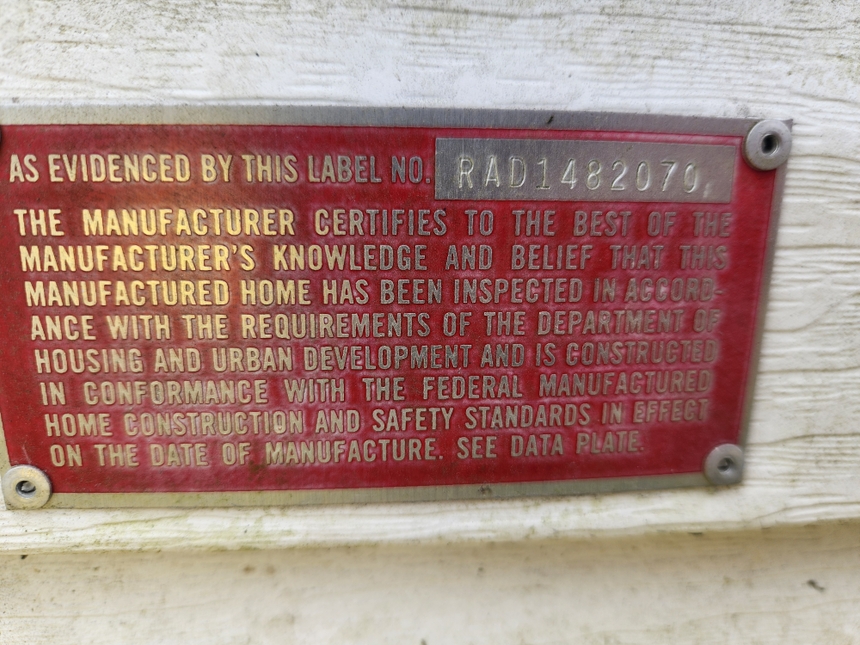 AS EVIDENCED BY THIS LABEL NO. RAD1482070
THE MANUFACTURER CERTIFIES TO THE BEST OF THE
MANUFACTURER'S KNOWLEDGE AND BELIEF THAT THIS
MANUFACTURED HOME HAS BEEN INSPECTED IN ACCORD-
ANCE WITH THE REQUIREMENTS OF THE DEPARTMENT OF
HOUSING AND URBAN DEVELOPMENT AND IS CONSTRUCTED
IN CONFORMANCE WITH THE FEDERAL MANUFACTURED
HOME CONSTRUCTION AND SAFETY STANDARDS IN EFFECT
ON THE DATE OF MANUFACTURE. SEE DATA PLATE.